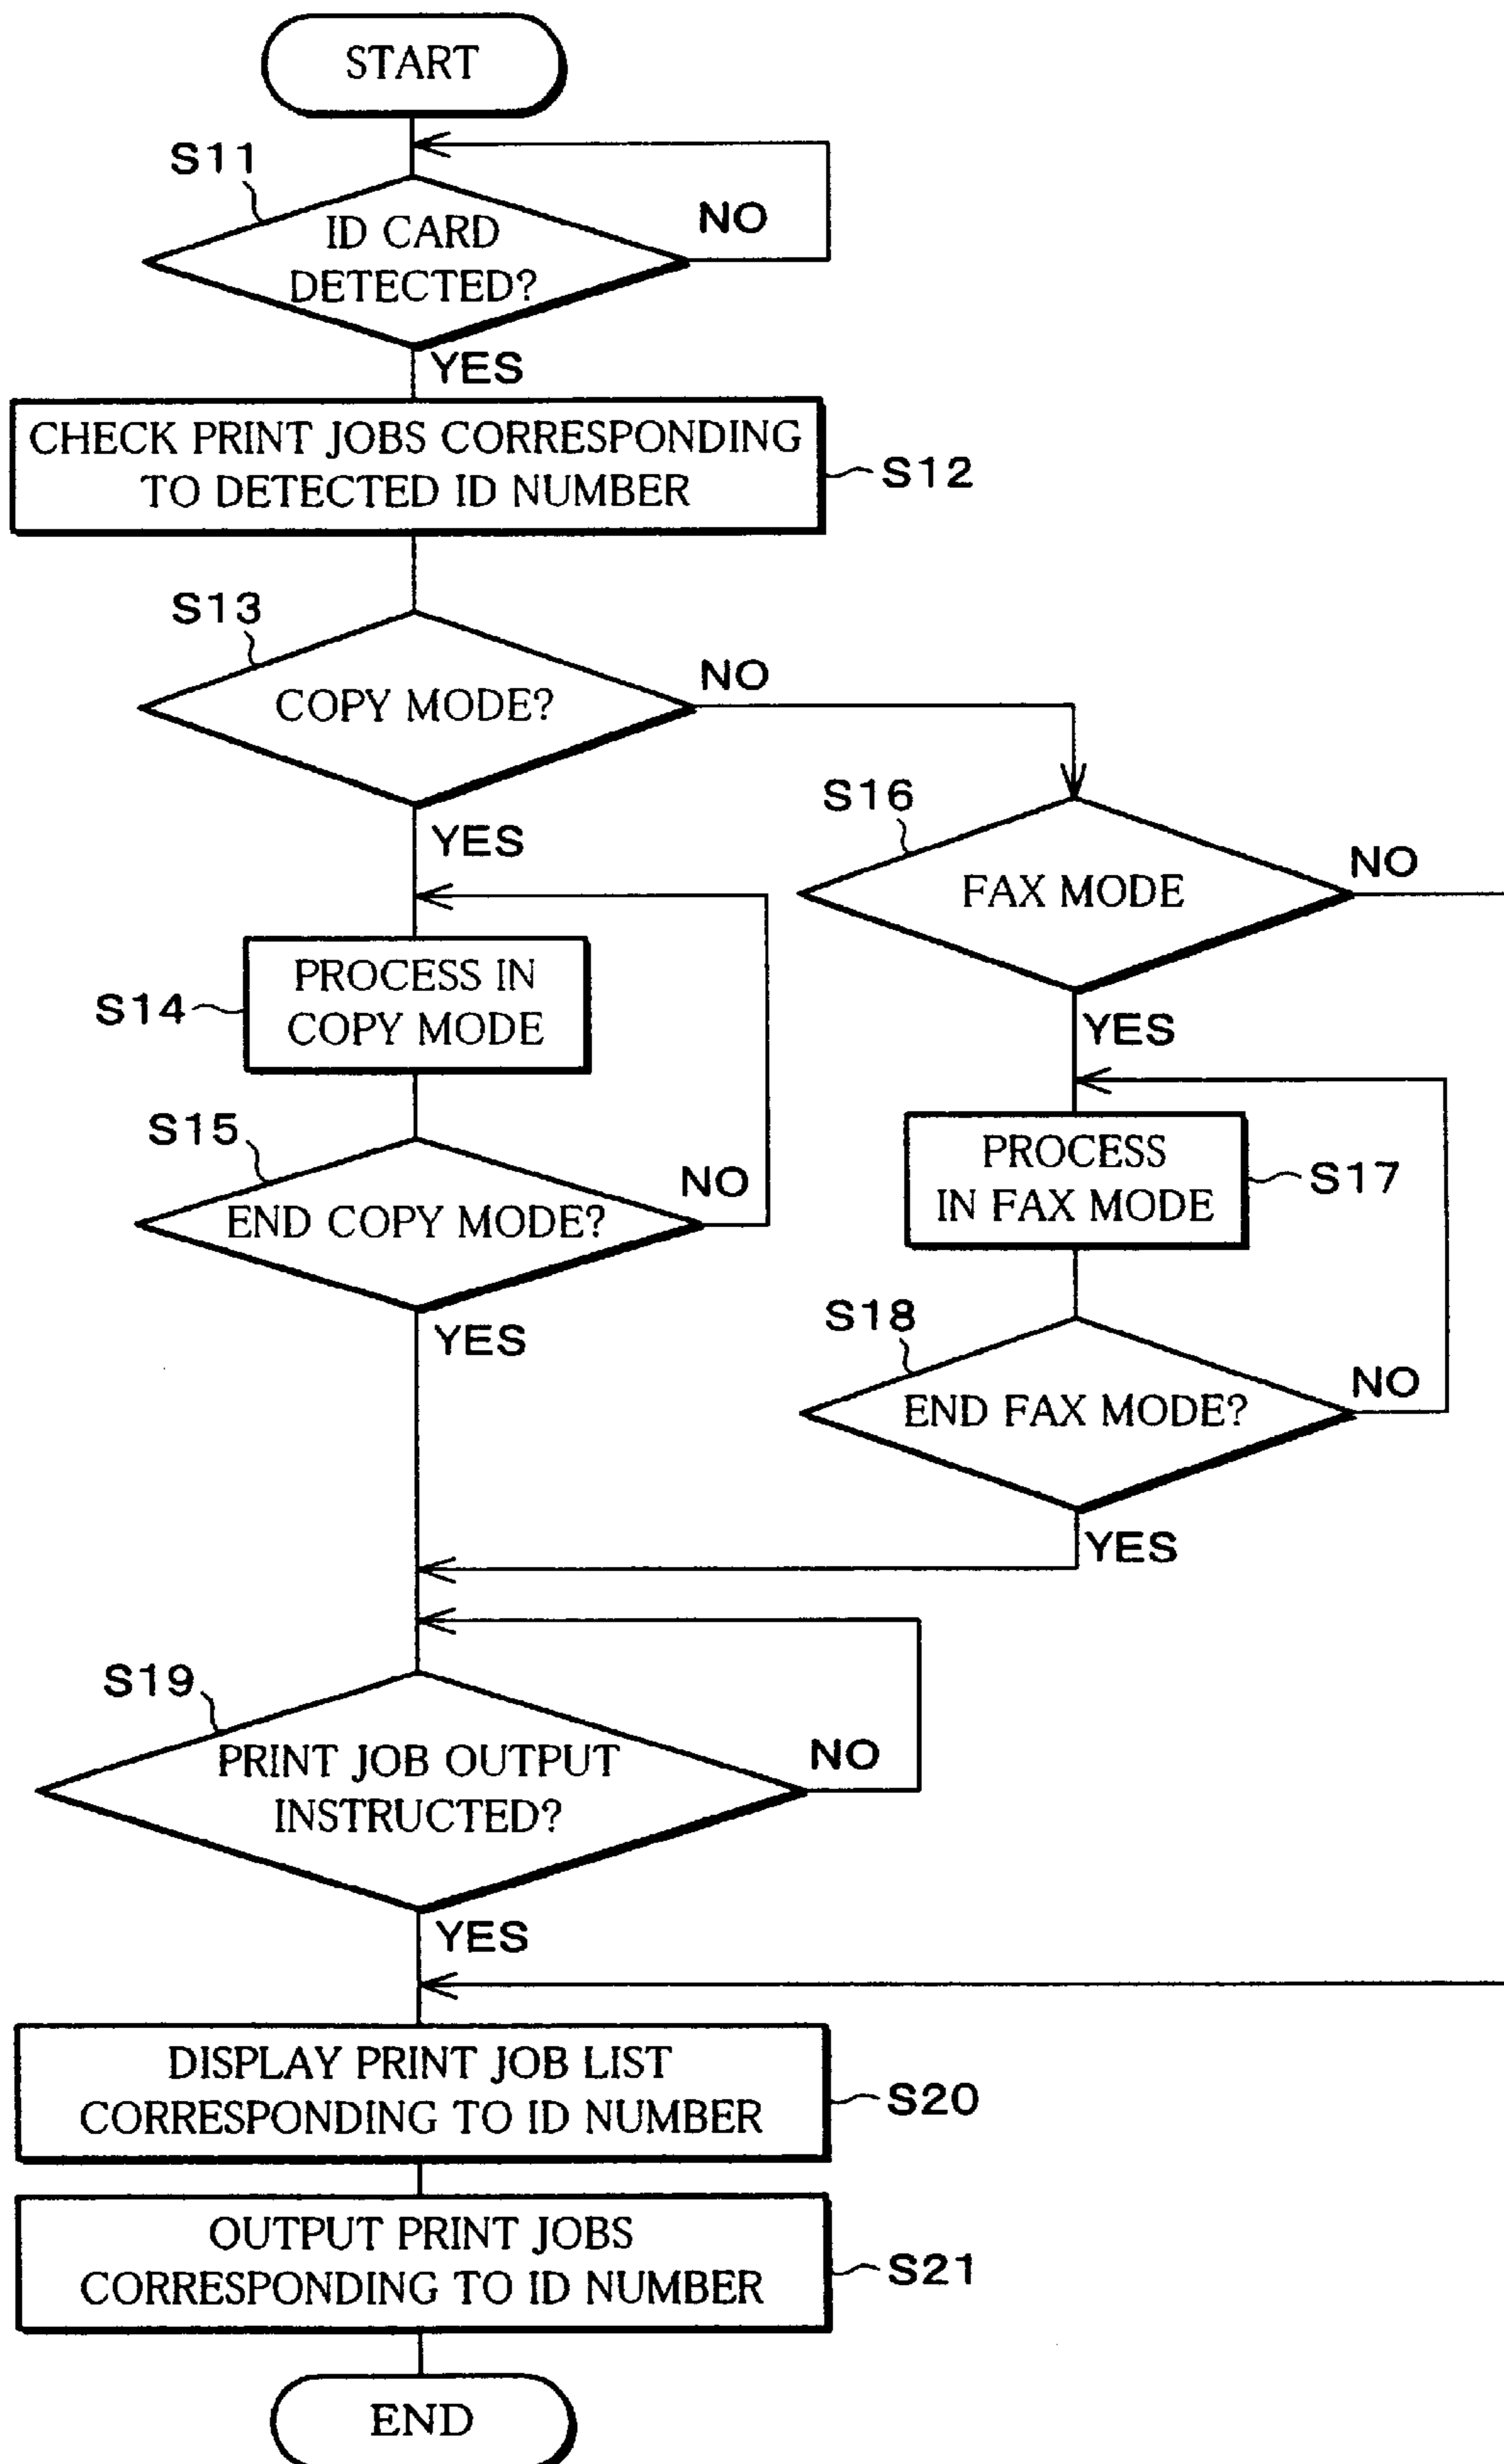 START
S11
ID CARD
DETECTED?
NO
YES
CHECK PRINT JOBS CORRESPONDING
TO DETECTED ID NUMBER
S12
S13
COPY MODE?
NO
YES
S16
FAX MODE
NO
YES
S14
PROCESS IN
COPY MODE
S15
END COPY MODE?
NO
YES
PROCESS
IN FAX MODE
S17
S18
END FAX MODE?
NO
YES
S19
PRINT JOB OUTPUT
INSTRUCTED?
NO
YES
DISPLAY PRINT JOB LIST
CORRESPONDING TO ID NUMBER
S20
OUTPUT PRINT JOBS
CORRESPONDING TO ID NUMBER
S21
END